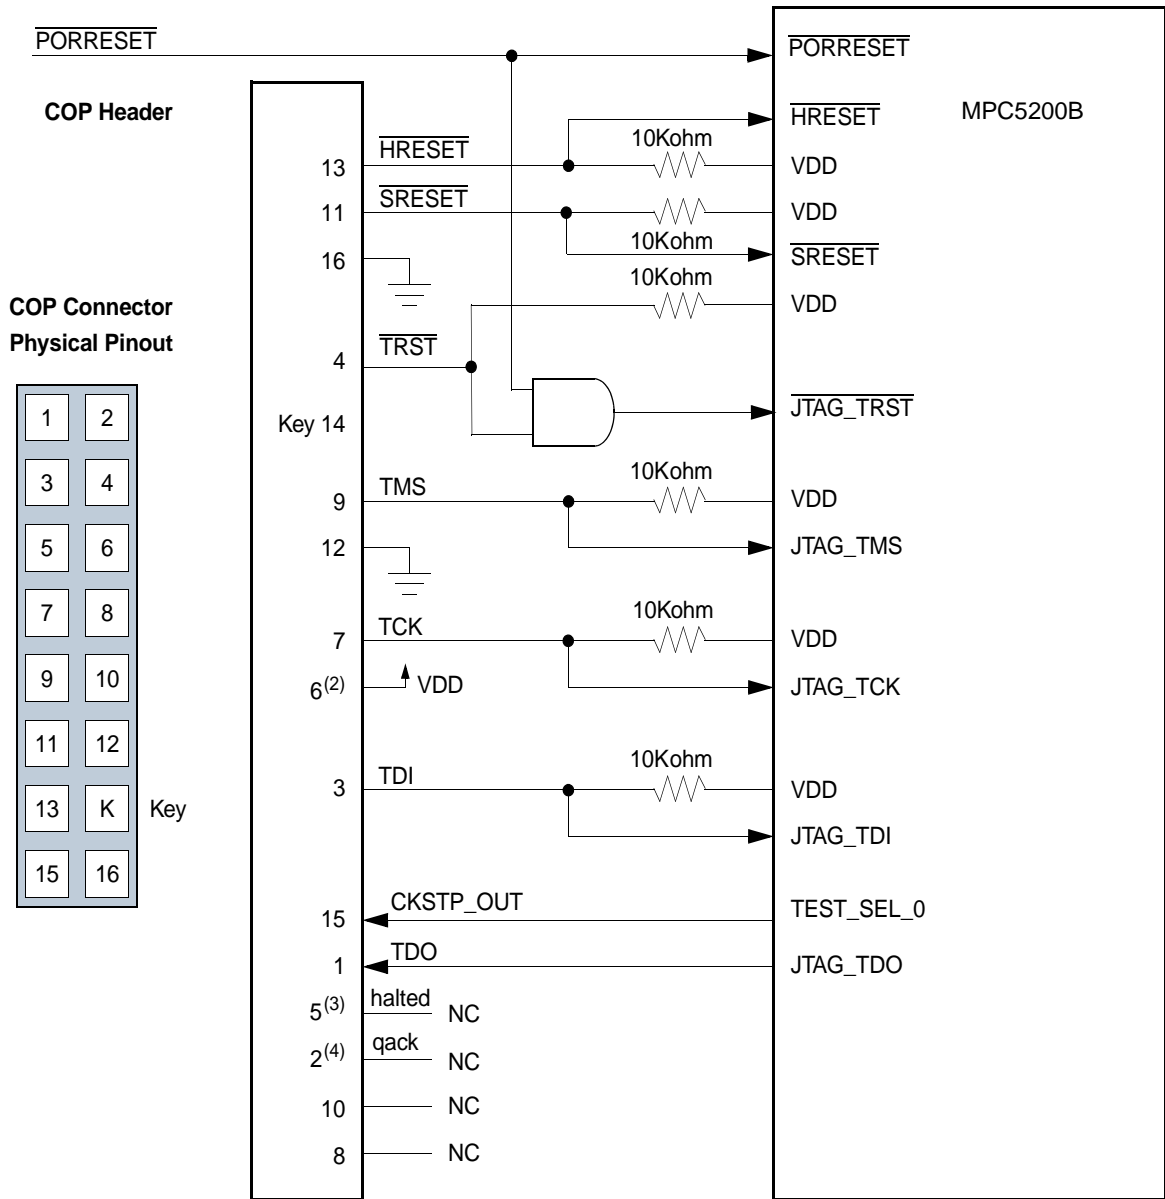 PORRESET
PORRESET
COP Header
HRESET
MPC5200B
10Kohm
13
HRESET
VDD
11
SRESET
VDD
10Kohm
SRESET
16
10Kohm
VDD
COP Connector
Physical Pinout
4
TRST
1 2
JTAG_TRST
Key 14
3 4
10Kohm
9
TMS
VDD
5 6
12
JTAG_TMS
7 8
10Kohm
7
TCK
VDD
9 10
6(2)
VDD
JTAG_TCK
11 12
10Kohm
3
TDI
VDD
13 K Key
JTAG_TDI
15 16
15
CKSTP_OUT
TEST_SEL_0
1
TDO
JTAG_TDO
5(3)
halted
NC
2(4)
qack
NC
10
NC
8
NC